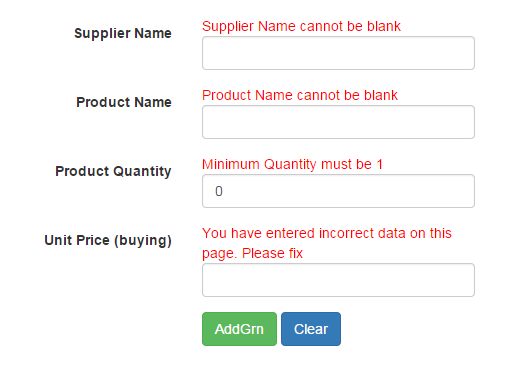 Supplier Name
Supplier Name cannot be blank
Product Name
Product Name cannot be blank
Product Quantity
Minimum Quantity must be 1
0
Unit Price (buying)
You have entered incorrect data on this
page. Please fix
AddGrn
Clear